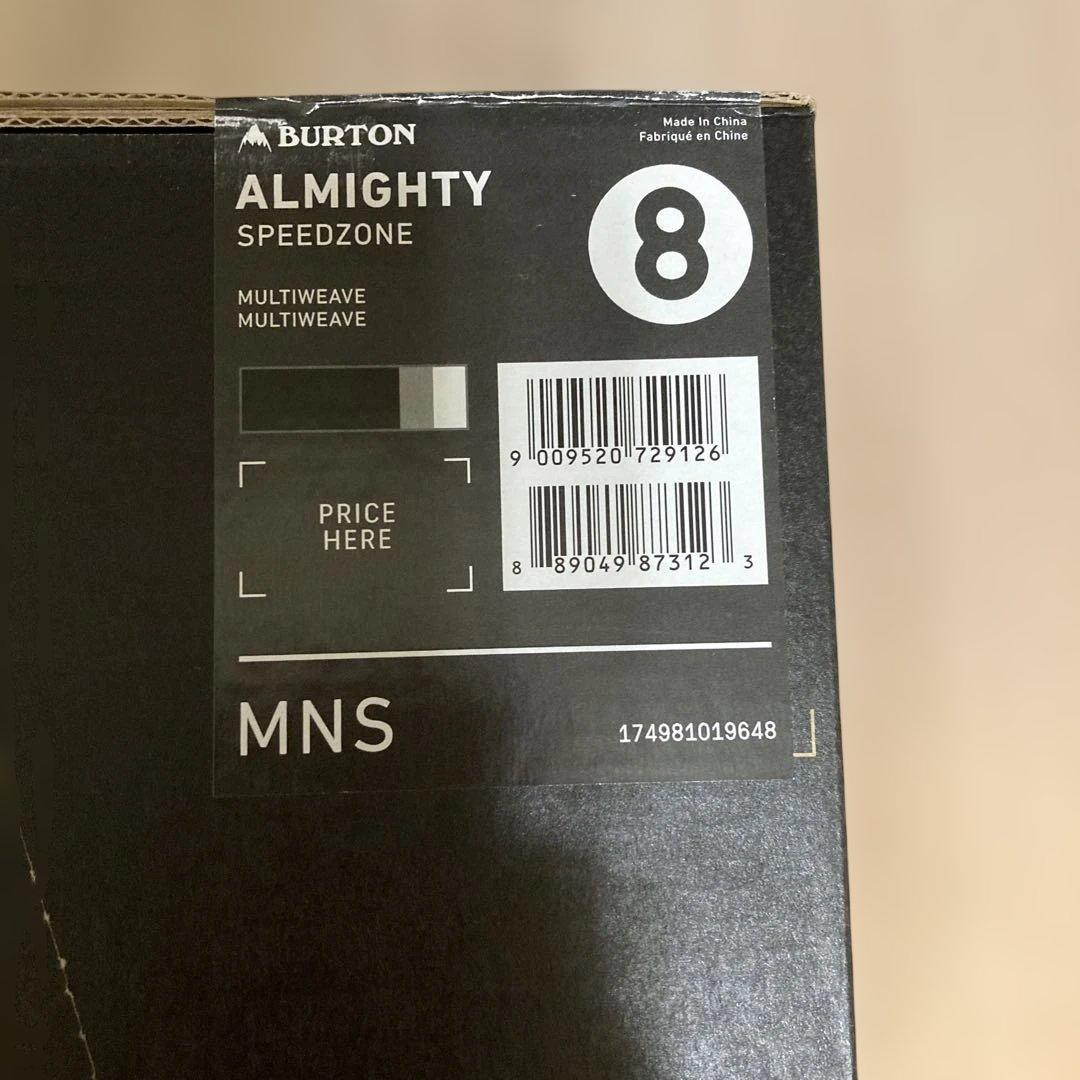 BURTON
Made In China
Fabriqué en Chine
ALMIGHTY
SPEEDZONE
8
MULTIWEAVE
MULTIWEAVE
9 009520 729126
PRICE
HERE
8 89049 87312 3
MNS
174981019648